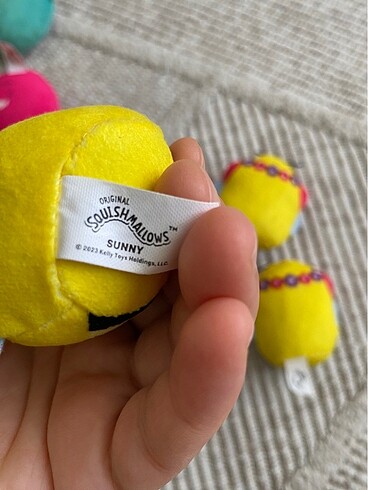 ORIGINAL
SQUISHMALLOWS™
SUNNY
© 2023 Kelly Toys Holdings, LLC.